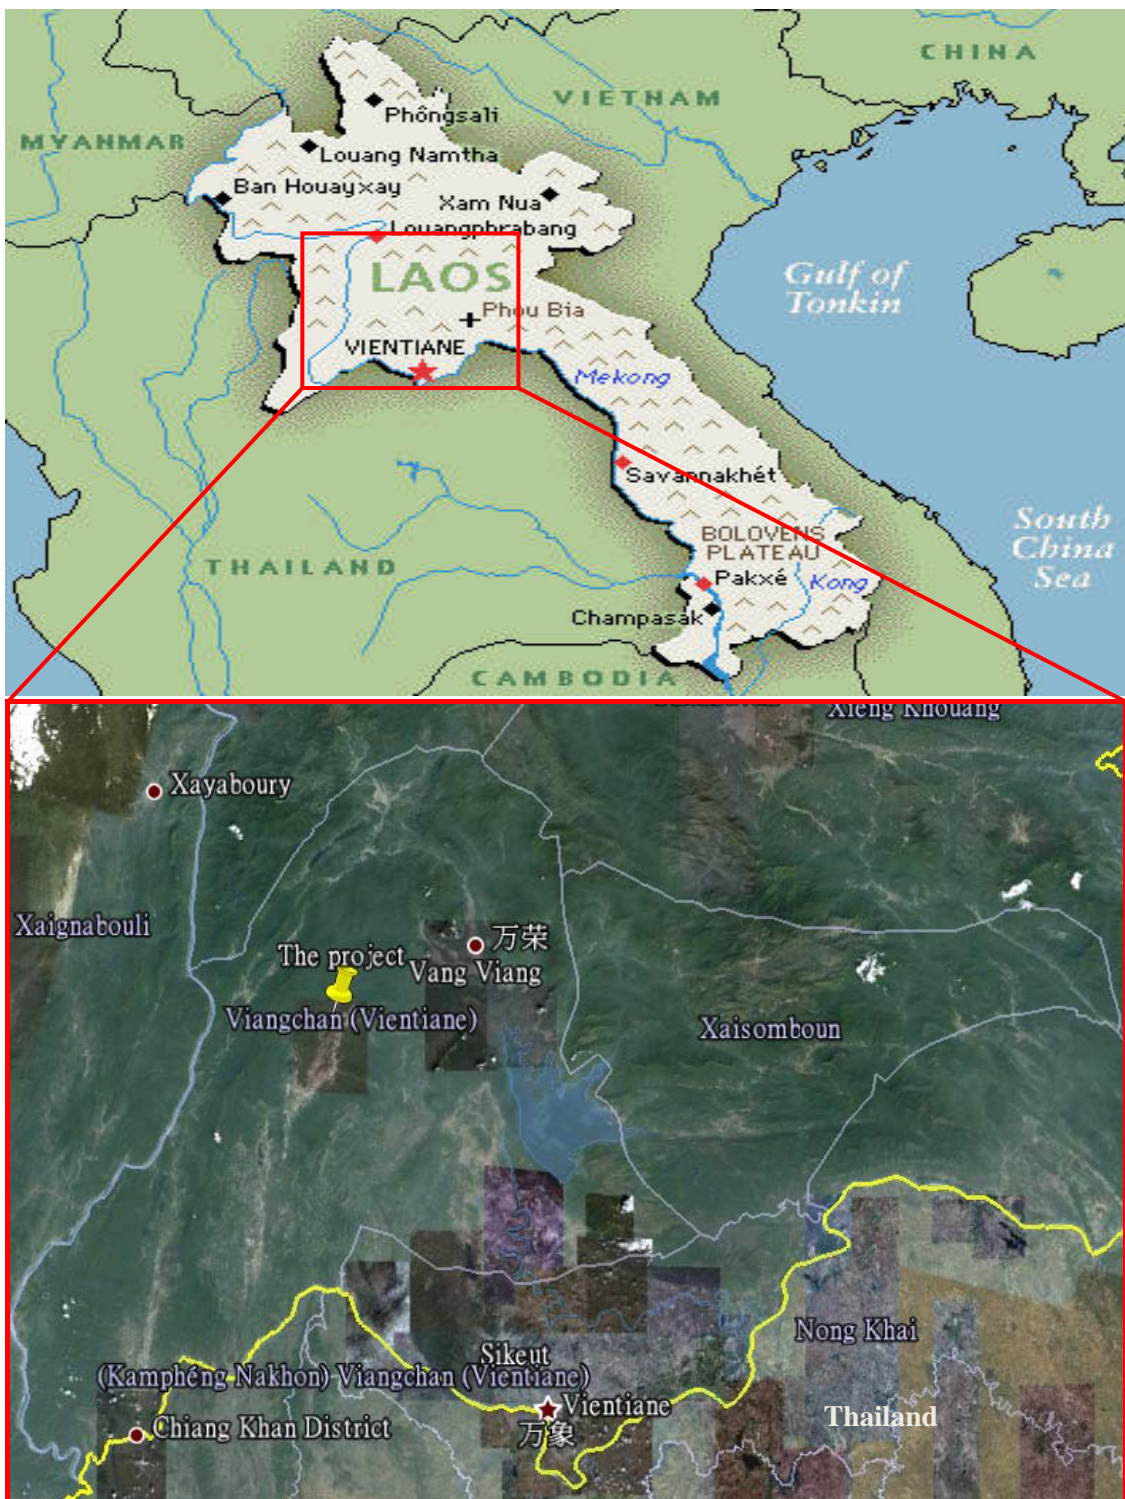 CHINA
VIETNAM
Phôngsali
MYANMAR
Louang Namtha
Ban Houayxay
Xam Nua
Louangphrabang
Gulf of
Tonkin
LAOS
Phou Bia
VIENTIANE
Mekong
Savannakhét
South
China
Sea
BOLOVENS
PLATEAU
THAILAND
Pakxé
Kong
Champasak
CAMBODIA
Xieng Khouang
Xayaboury
Xaignabouli
万荣
The project
Vang Viang
Viangchan (Vientiane)
Xaisomboun
Nong Khai
Sikeut
(Kamphéng Nakhon) Viangchan (Vientiane)
Vientiane
Thailand
Chiang Khan District
万象